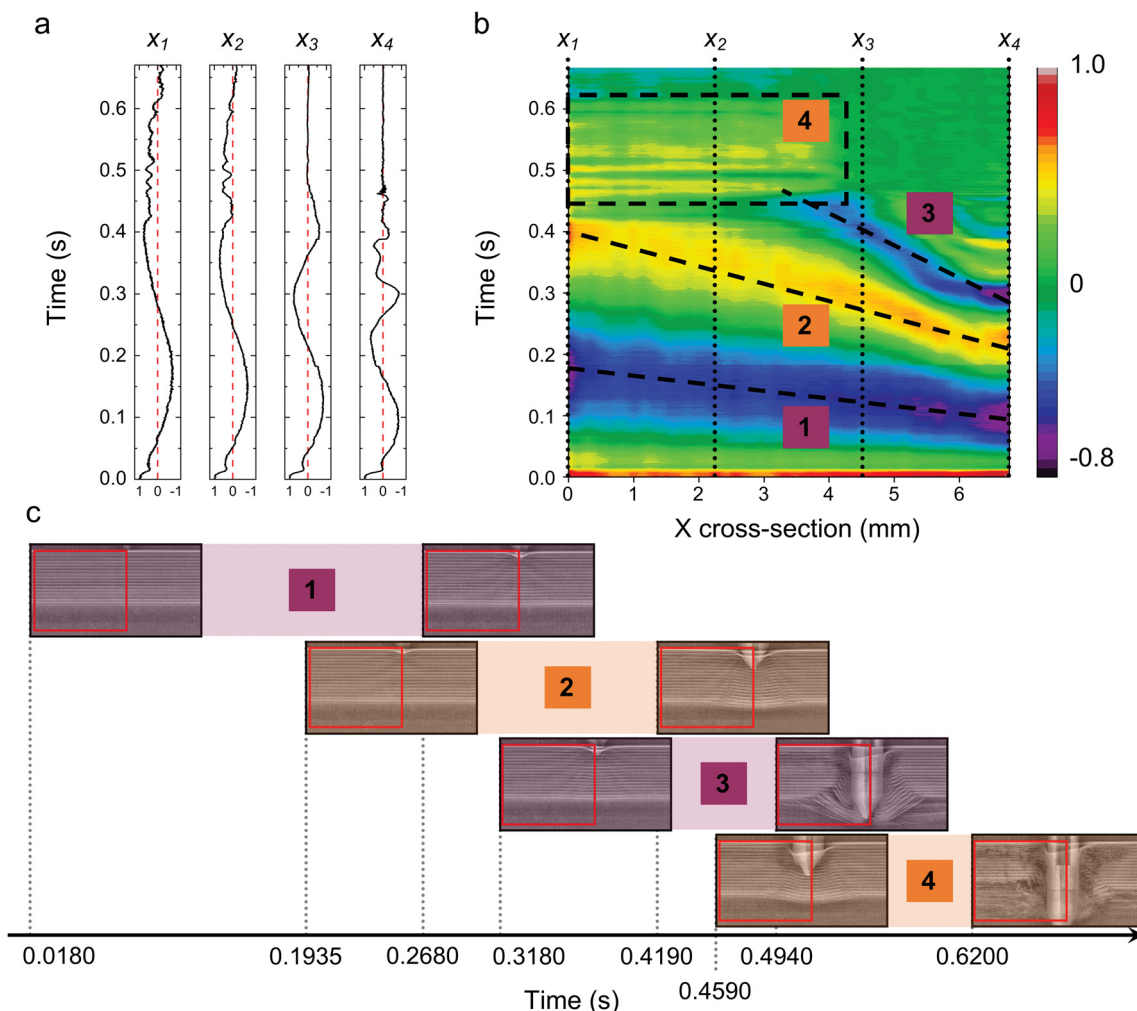 a
x1 x2 x3 x4
Time (s)
0.6
0.5
0.4
0.3
0.2
0.1
0.0
1 0 -1 1 0 -1 1 0 -1 1 0 -1
b
x1 x2 x3 x4
Time (s)
0.6
0.5
0.4
0.3
0.2
0.1
0.0
4
3
2
1
0 1 2 3 4 5 6
X cross-section (mm)
1.0
0
-0.8
c
1
2
3
4
0.0180 0.1935 0.2680 0.3180 0.4190 0.4940 0.6200
0.4590
Time (s)